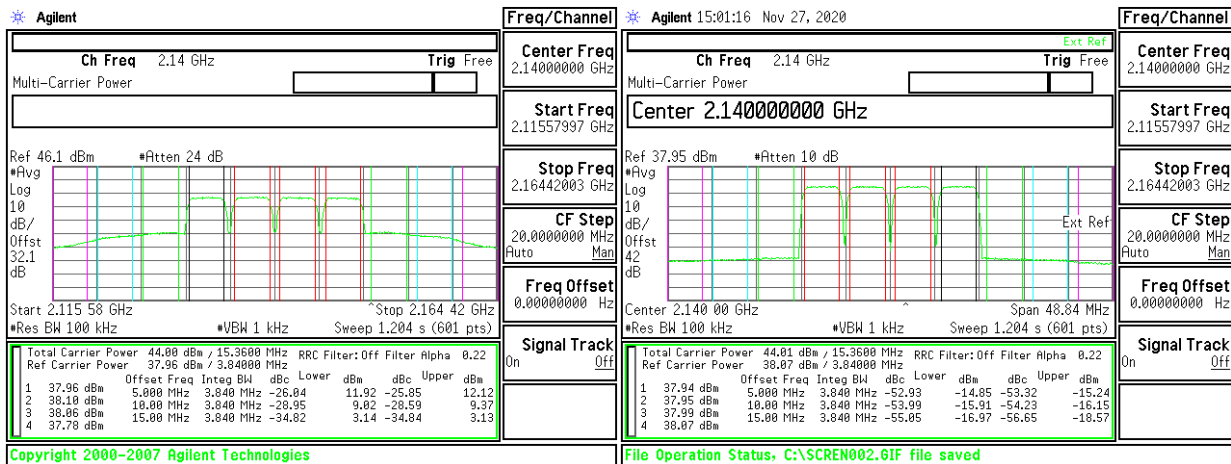 Agilent
Freq/Channel
Ch Freq 2.14 GHz
Trig Free
Multi-Carrier Power
Center Freq
2.14000000 GHz
Start Freq
2.11557997 GHz
Stop Freq
2.16442003 GHz
CF Step
20.0000000 MHz
Auto Man
Freq Offset
0.00000000 Hz
Signal Track
On Off
Ref 46.1 dBm #Atten 24 dB
#Avg
Log
10
dB/
Offst
32.1
dB
Start 2.115 58 GHz ^Stop 2.164 42 GHz
#Res BW 100 kHz #VBW 1 kHz Sweep 1.204 s (601 pts)
Total Carrier Power 44.00 dBm / 15.3600 MHz RRC Filter:Off Filter Alpha 0.22
Ref Carrier Power 37.96 dBm / 3.84000 MHz
Lower Upper
Offset Freq Integ BW dBc dBm dBc dBm
1 37.96 dBm 5.000 MHz 3.840 MHz -26.04 11.92 -25.85 12.12
2 38.10 dBm 10.00 MHz 3.840 MHz -28.95 9.02 -28.59 9.37
3 38.06 dBm 15.00 MHz 3.840 MHz -34.82 3.14 -34.84 3.13
4 37.78 dBm
Copyright 2000-2007 Agilent Technologies
Agilent 15:01:16 Nov 27, 2020
Freq/Channel
Ext Ref
Ch Freq 2.14 GHz
Trig Free
Multi-Carrier Power
Center 2.140000000 GHz
Center Freq
2.14000000 GHz
Start Freq
2.11557997 GHz
Stop Freq
2.16442003 GHz
CF Step
20.0000000 MHz
Auto Man
Freq Offset
0.00000000 Hz
Signal Track
On Off
Ref 37.95 dBm #Atten 10 dB
#Avg
Log
10
dB/
Offst
42
dB
Ext Ref
Center 2.140 00 GHz ^ Span 48.84 MHz
#Res BW 100 kHz #VBW 1 kHz Sweep 1.204 s (601 pts)
Total Carrier Power 44.01 dBm / 15.3600 MHz RRC Filter:Off Filter Alpha 0.22
Ref Carrier Power 38.07 dBm / 3.84000 MHz
Lower Upper
Offset Freq Integ BW dBc dBm dBc dBm
1 37.94 dBm 5.000 MHz 3.840 MHz -52.93 -14.85 -53.32 -15.24
2 37.95 dBm 10.00 MHz 3.840 MHz -53.99 -15.91 -54.23 -16.15
3 37.99 dBm 15.00 MHz 3.840 MHz -55.05 -16.97 -56.65 -18.57
4 38.07 dBm
File Operation Status, C:\SCREN002.GIF file saved